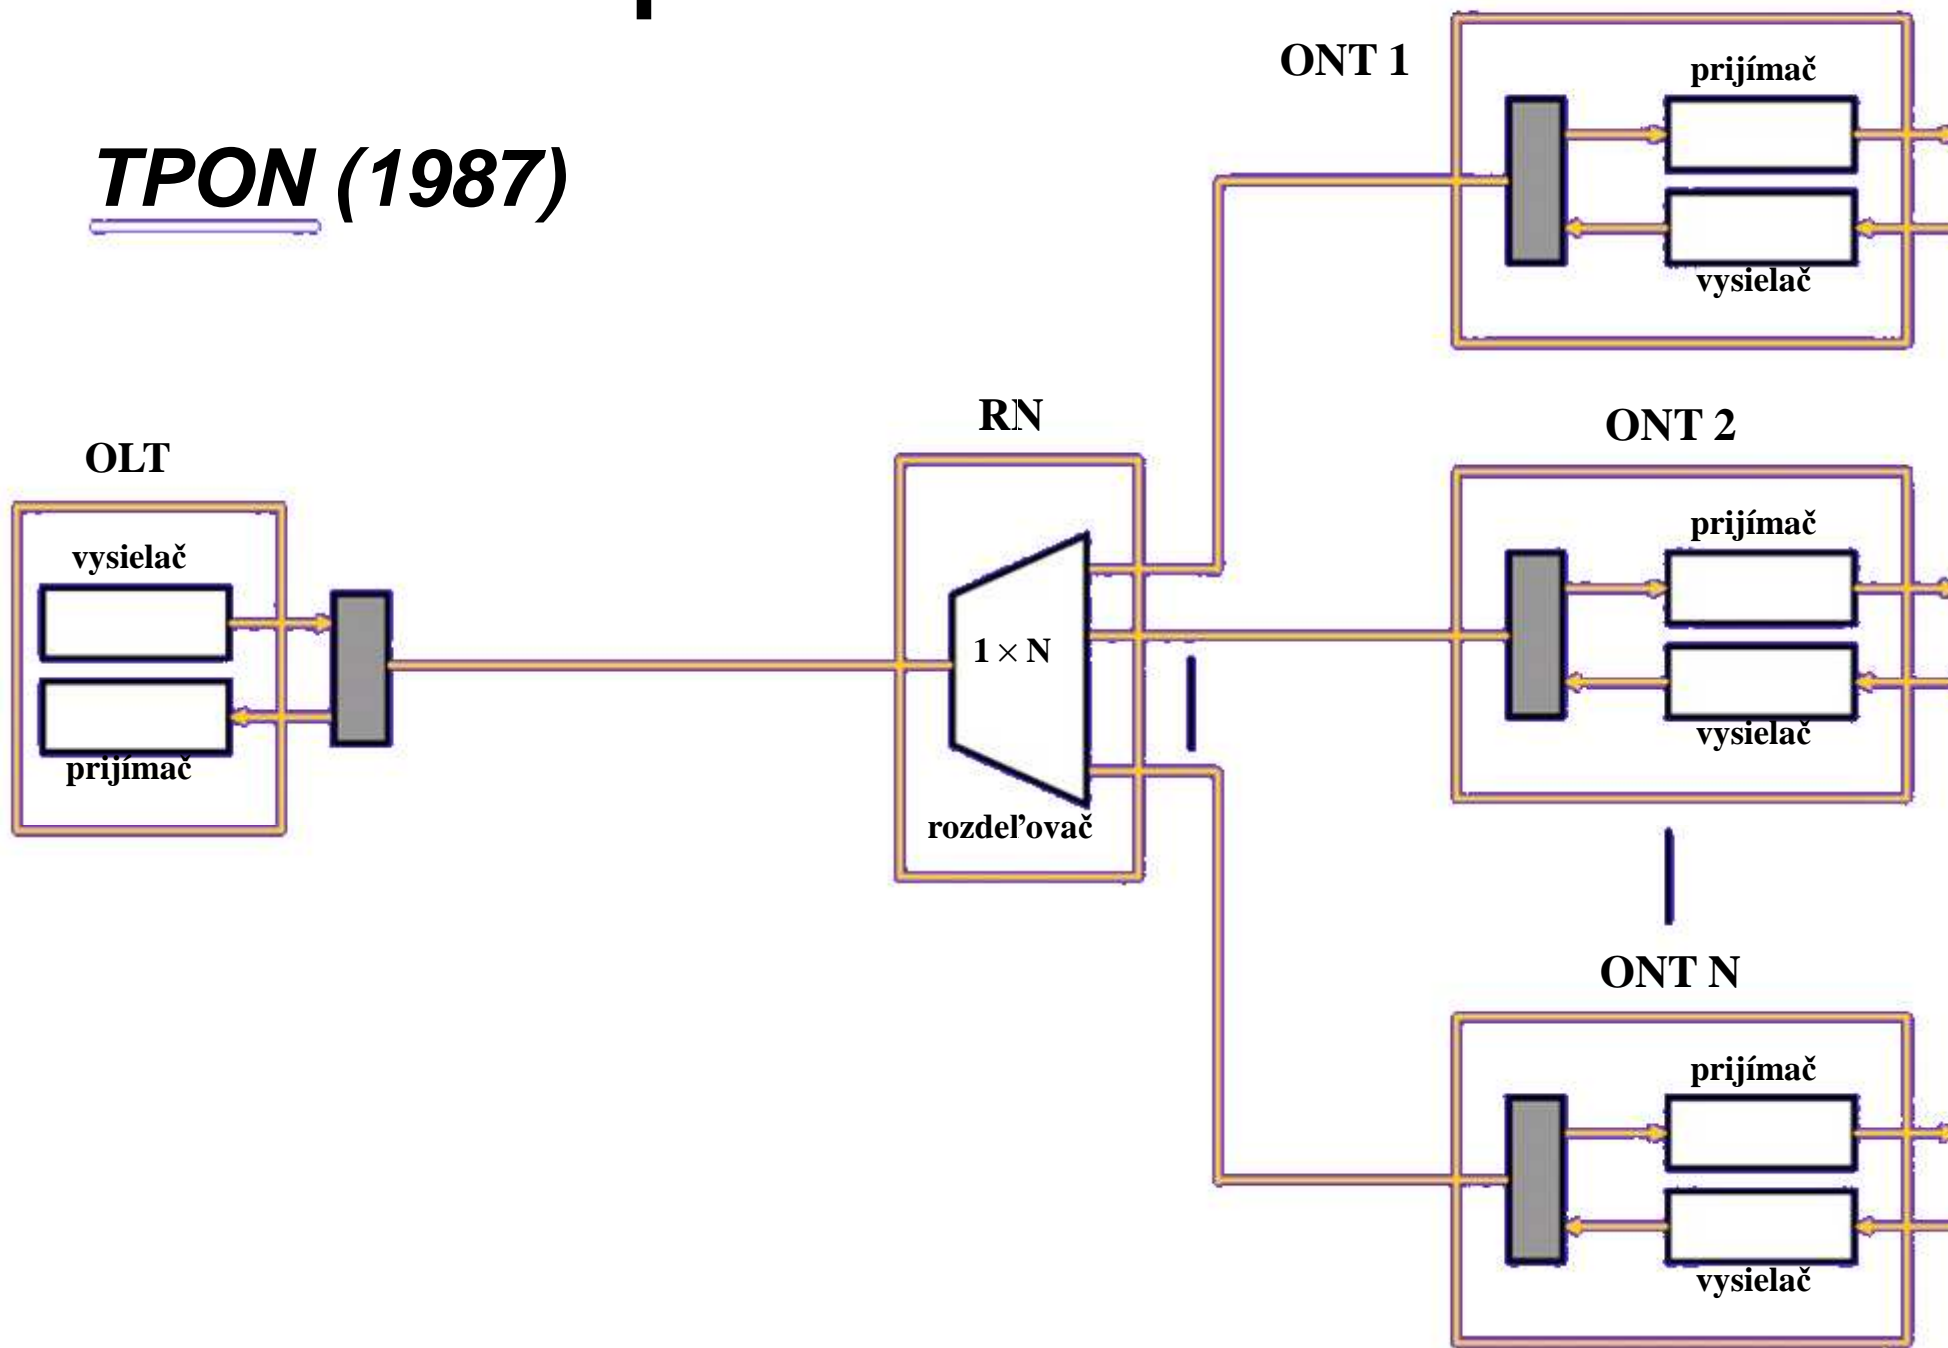 TPON (1987)
OLT
vysielač
prijímač
RN
1 × N
rozdeľovač
ONT 1
prijímač
vysielač
ONT 2
prijímač
vysielač
ONT N
prijímač
vysielač